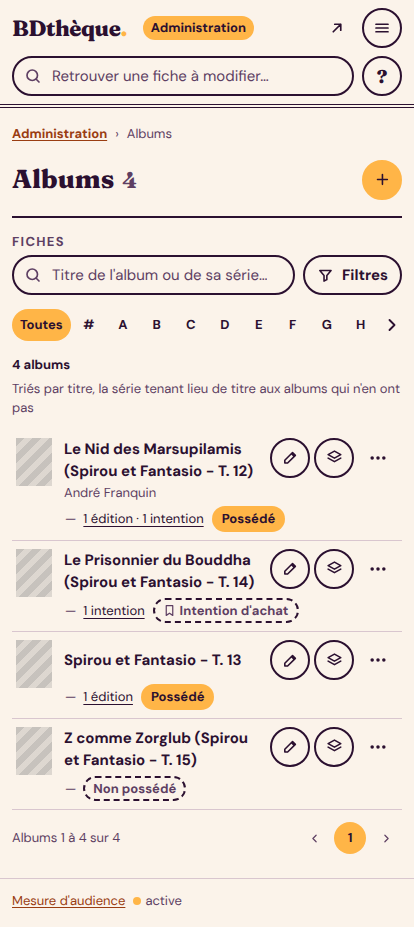 BDthèque. Administration
Retrouver une fiche à modifier… ?
Administration › Albums
Albums 4 +
FICHES
Titre de l'album ou de sa série… Filtres
Toutes # A B C D E F G H
4 albums
Triés par titre, la série tenant lieu de titre aux albums qui n'en ont
pas
Le Nid des Marsupilamis
(Spirou et Fantasio - T. 12)
André Franquin
— 1 édition · 1 intention Possédé
Le Prisonnier du Bouddha
(Spirou et Fantasio - T. 14)
— 1 intention Intention d'achat
Spirou et Fantasio - T. 13
— 1 édition Possédé
Z comme Zorglub (Spirou
et Fantasio - T. 15)
— Non possédé
Albums 1 à 4 sur 4 ‹ 1 ›
Mesure d'audience active